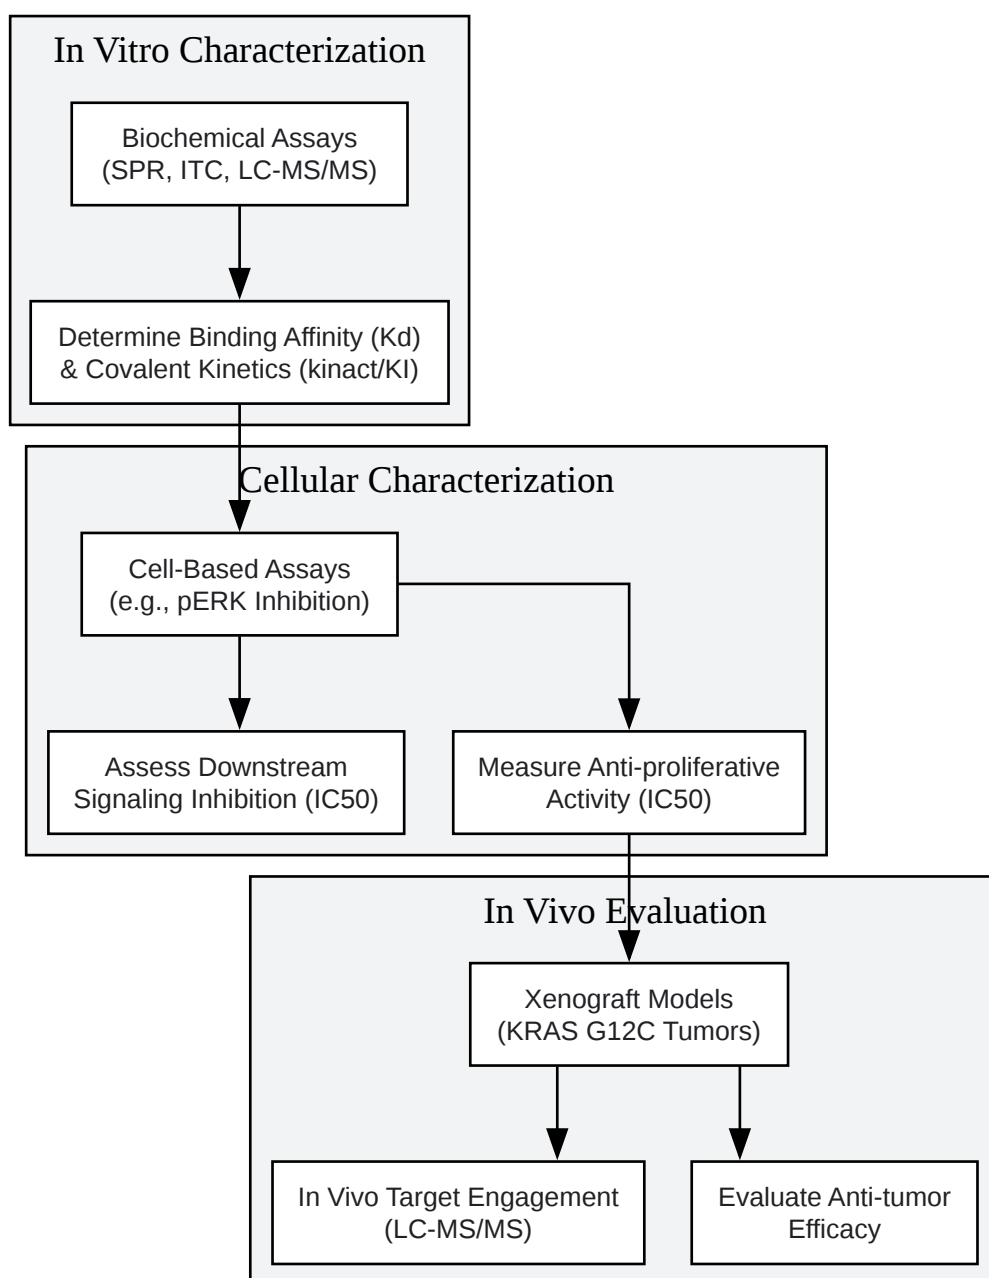 In Vitro Characterization
Biochemical Assays
(SPR, ITC, LC-MS/MS)
Determine Binding Affinity (Kd)
& Covalent Kinetics (kinact/KI)
Cellular Characterization
Cell-Based Assays
(e.g., pERK Inhibition)
Assess Downstream
Signaling Inhibition (IC50)
Measure Anti-proliferative
Activity (IC50)
In Vivo Evaluation
Xenograft Models
(KRAS G12C Tumors)
In Vivo Target Engagement
(LC-MS/MS)
Evaluate Anti-tumor
Efficacy